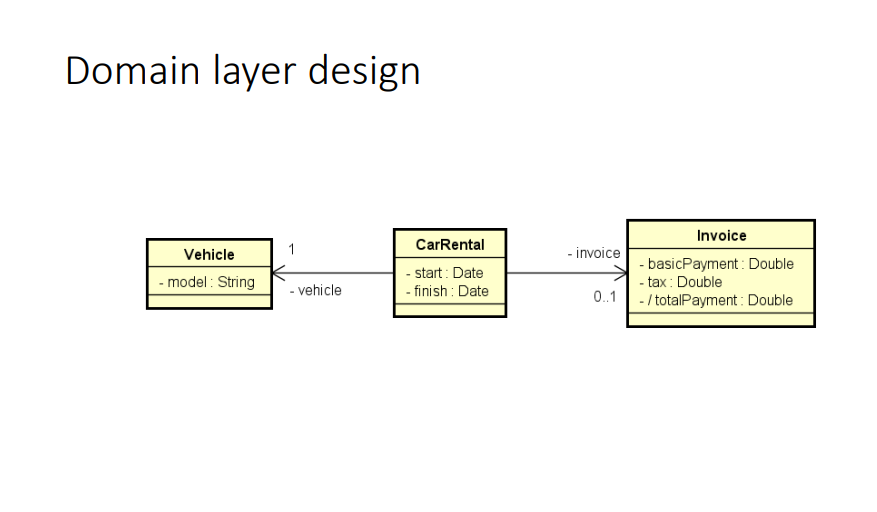 Domain layer design
Vehicle
- model : String
1
- vehicle
CarRental
- start : Date
- finish : Date
- invoice
0..1
Invoice
- basicPayment : Double
- tax : Double
- / totalPayment : Double